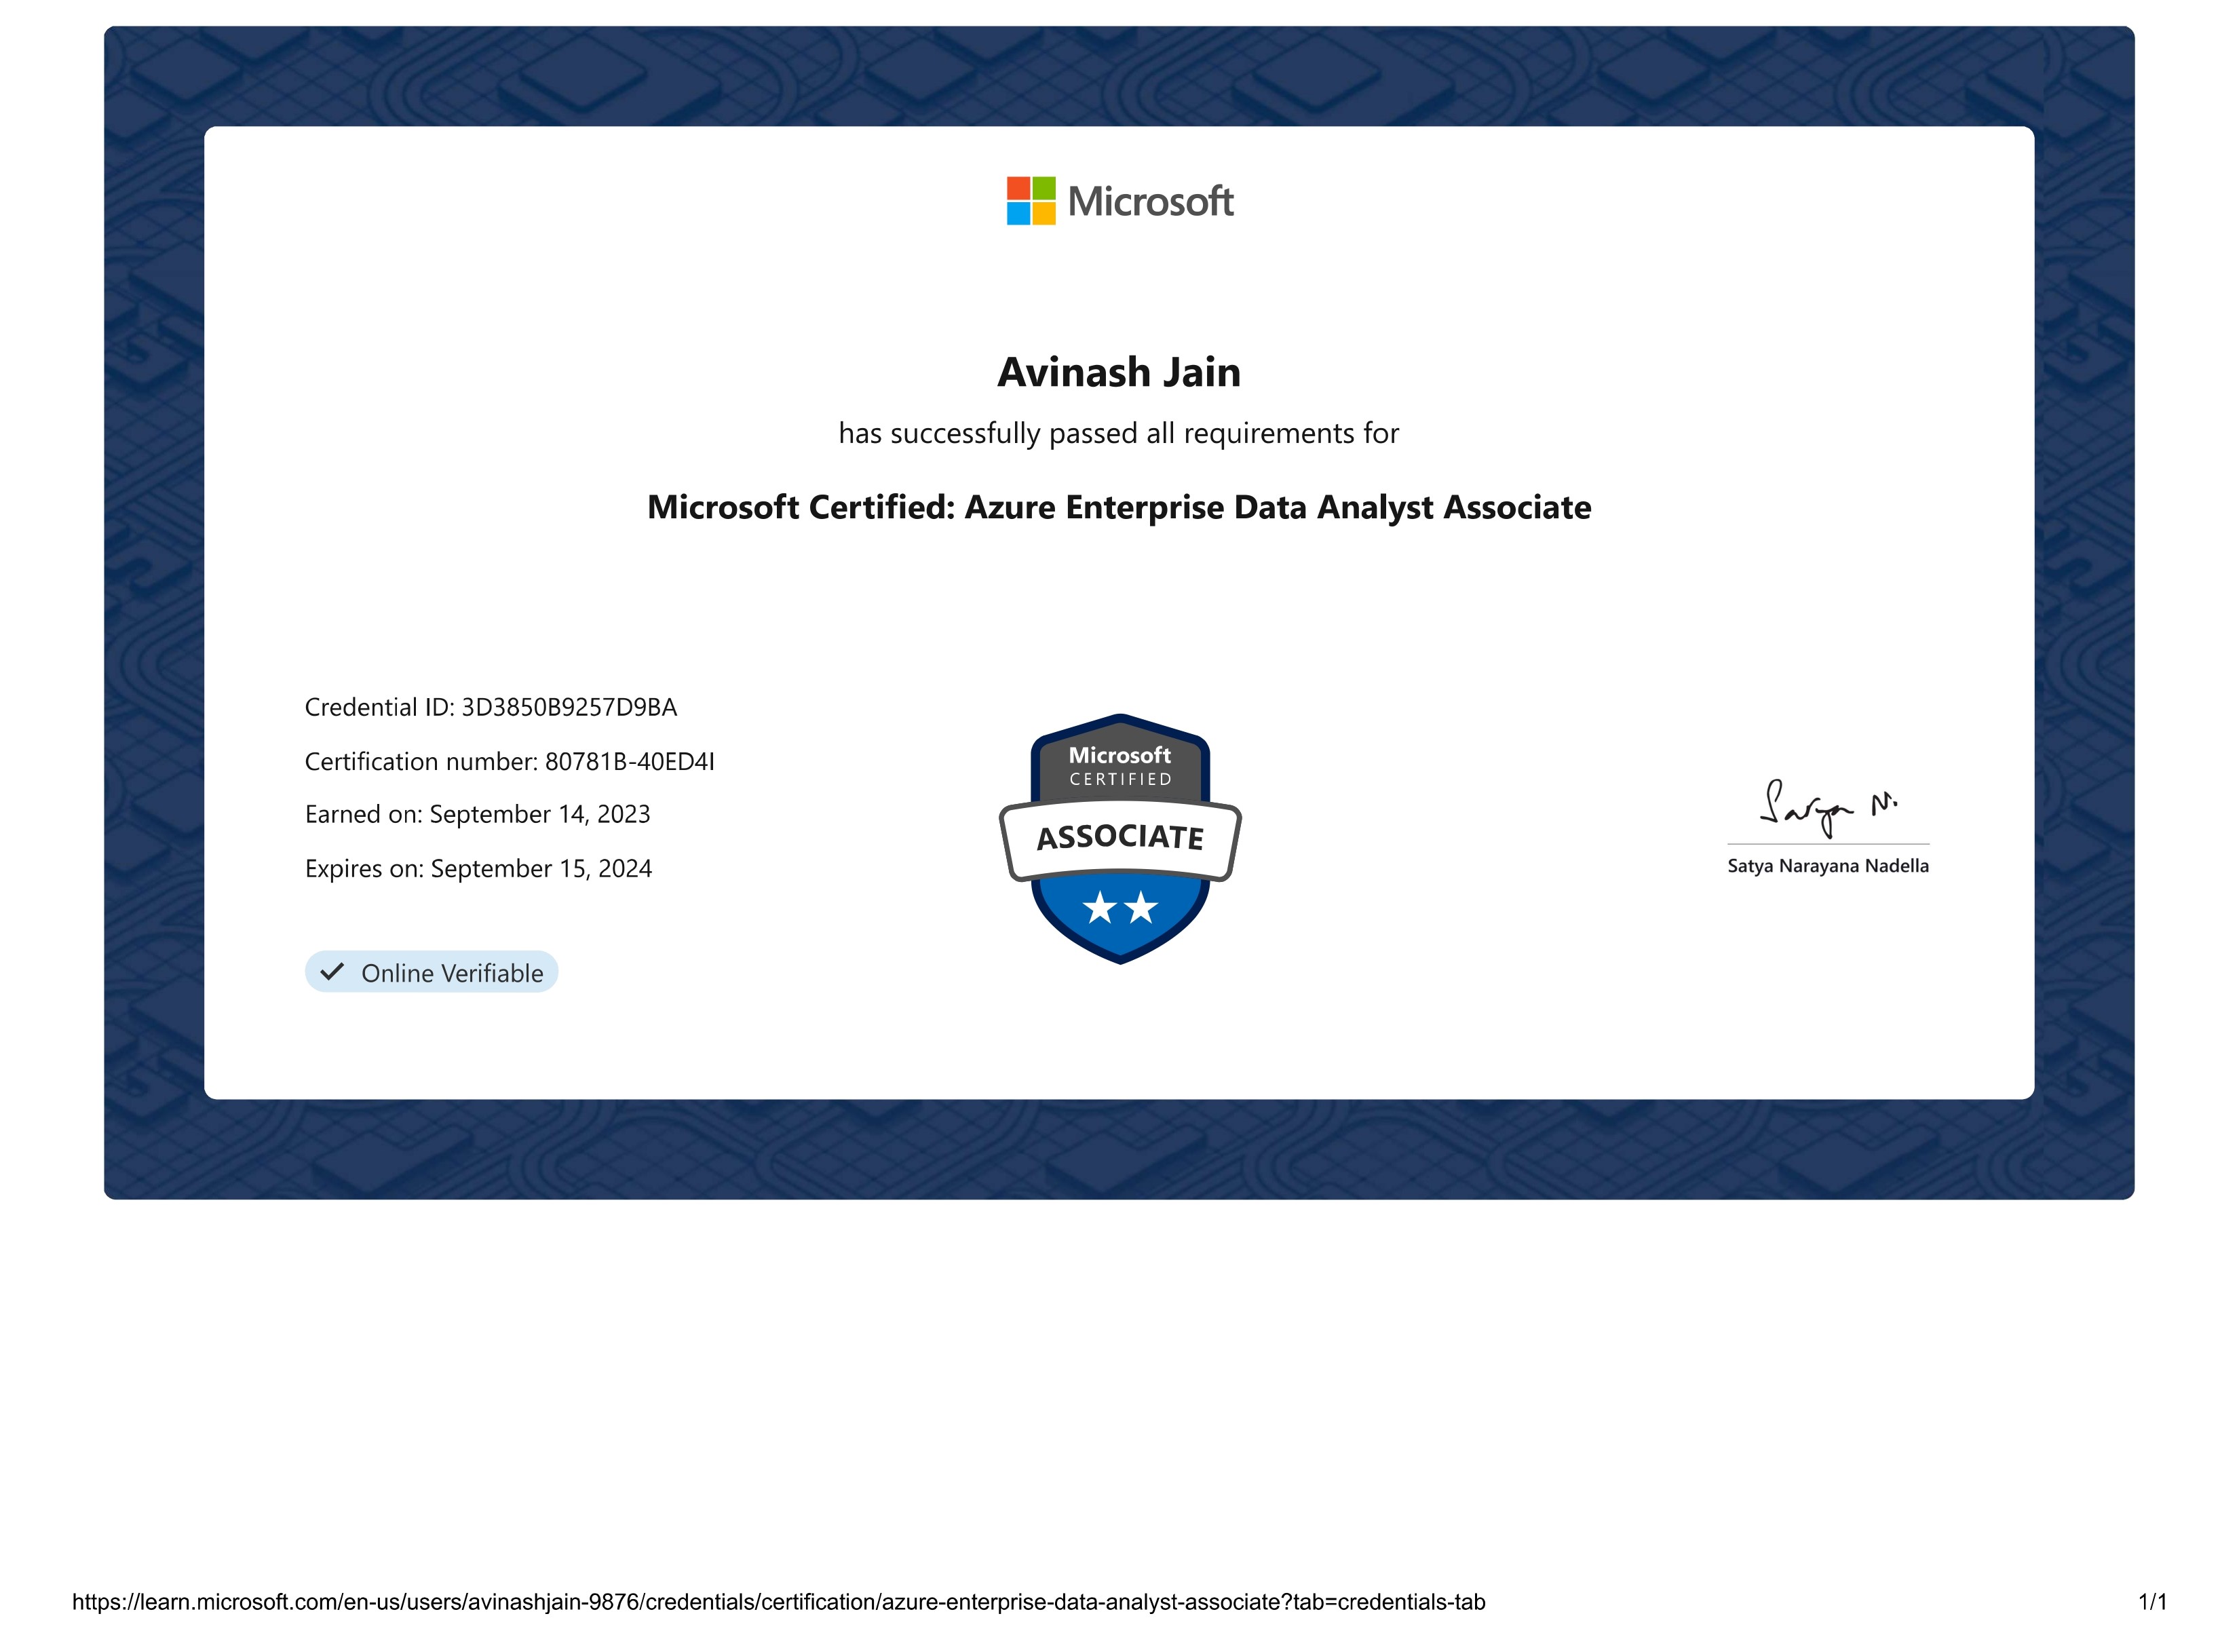 Microsoft
Avinash Jain
has successfully passed all requirements for
Microsoft Certified: Azure Enterprise Data Analyst Associate
Credential ID: 3D3850B9257D9BA
Certification number: 80781B-40ED4I
Earned on: September 14, 2023
Expires on: September 15, 2024
Online Verifiable
Microsoft
CERTIFIED
ASSOCIATE
Satya N.
Satya Narayana Nadella
https://learn.microsoft.com/en-us/users/avinashjain-9876/credentials/certification/azure-enterprise-data-analyst-associate?tab=credentials-tab
1/1